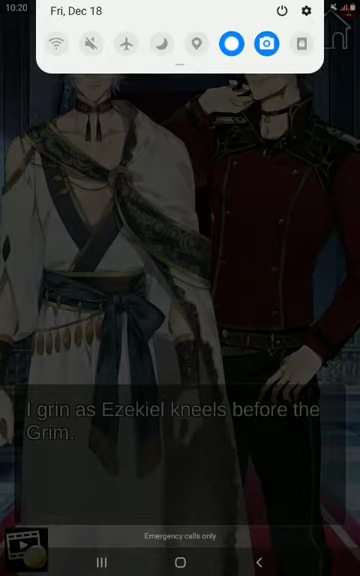 10:20
Fri, Dec 18
I grin as Ezekiel kneels before the
Grim.
Emergency calls only